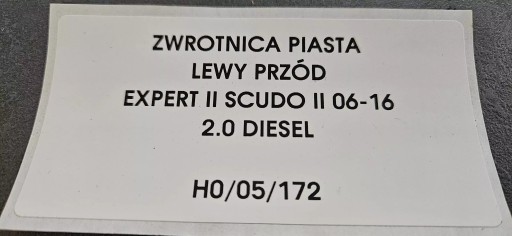 ZWROTNICA PIASTA
LEWY PRZÓD
EXPERT II SCUDO II 06-16
2.0 DIESEL
H0/05/172